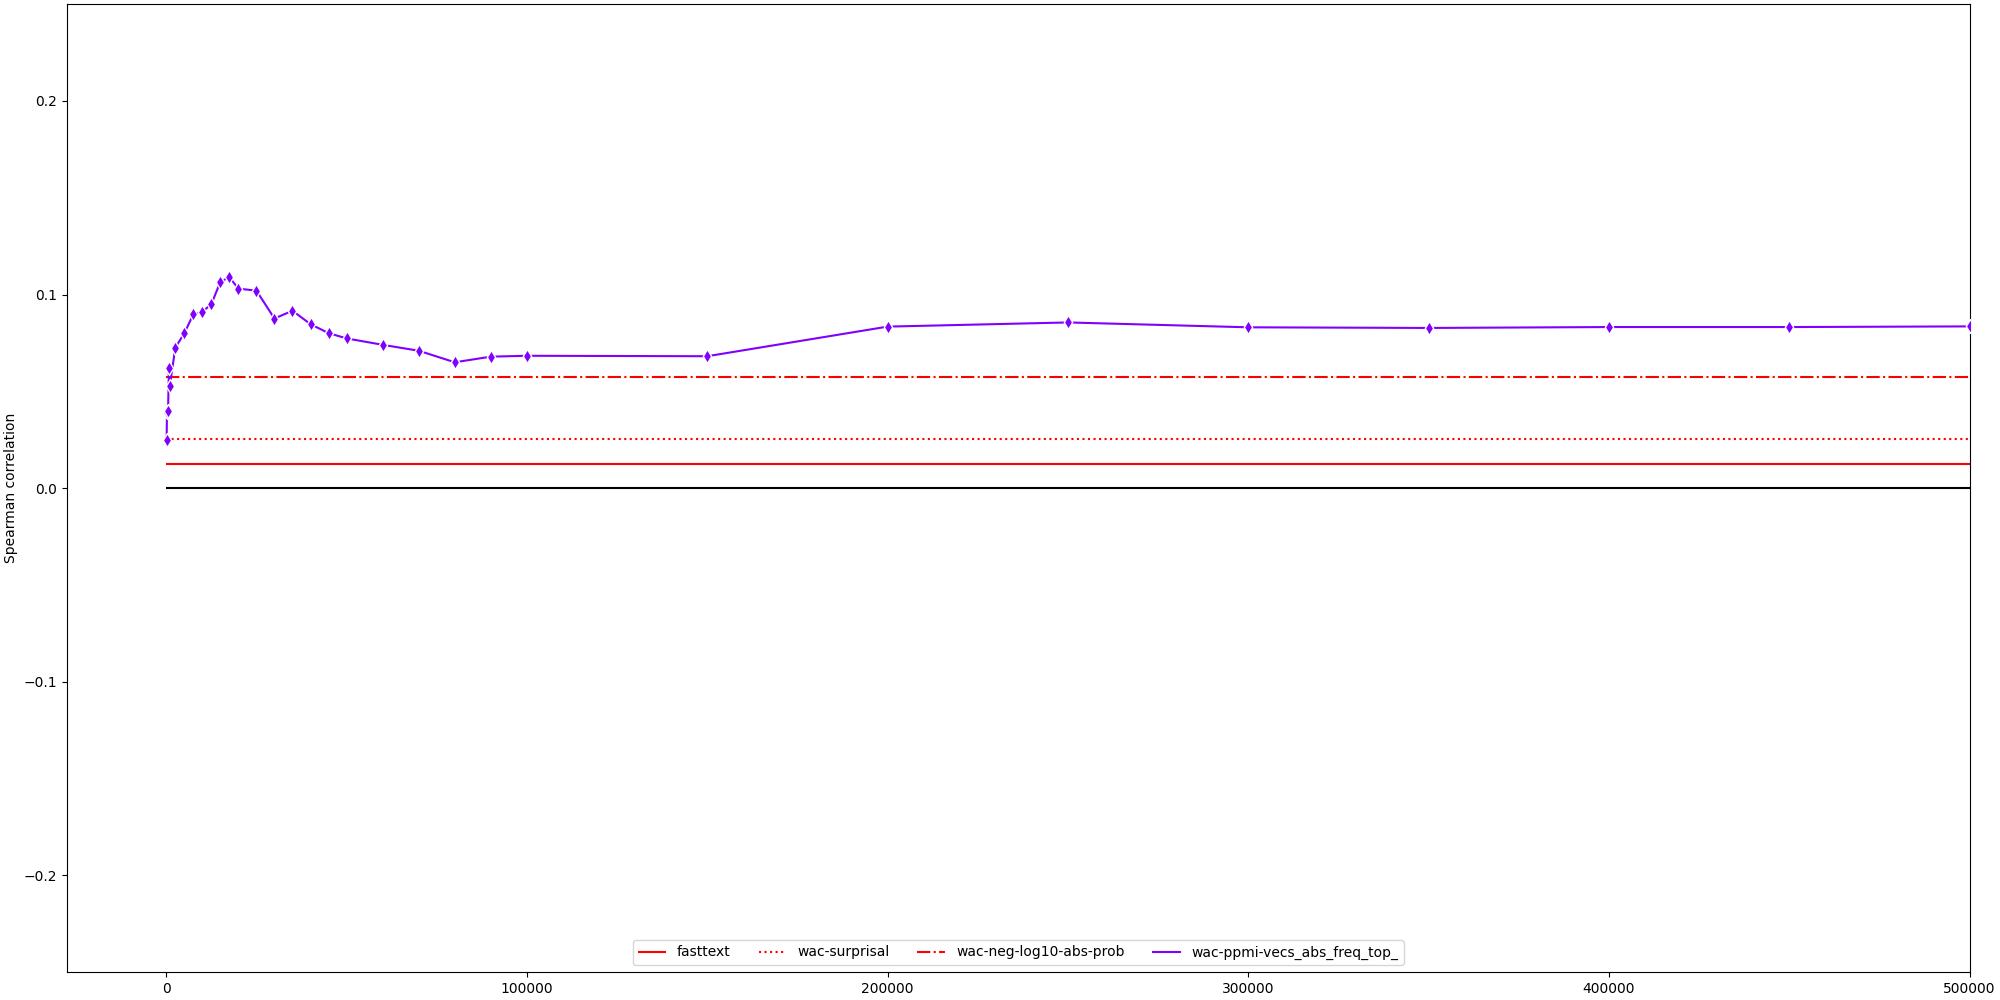 Spearman correlation
0.2
0.1
0.0
−0.1
−0.2
fasttext wac-surprisal wac-neg-log10-abs-prob wac-ppmi-vecs_abs_freq_top_
0 100000 200000 300000 400000 500000